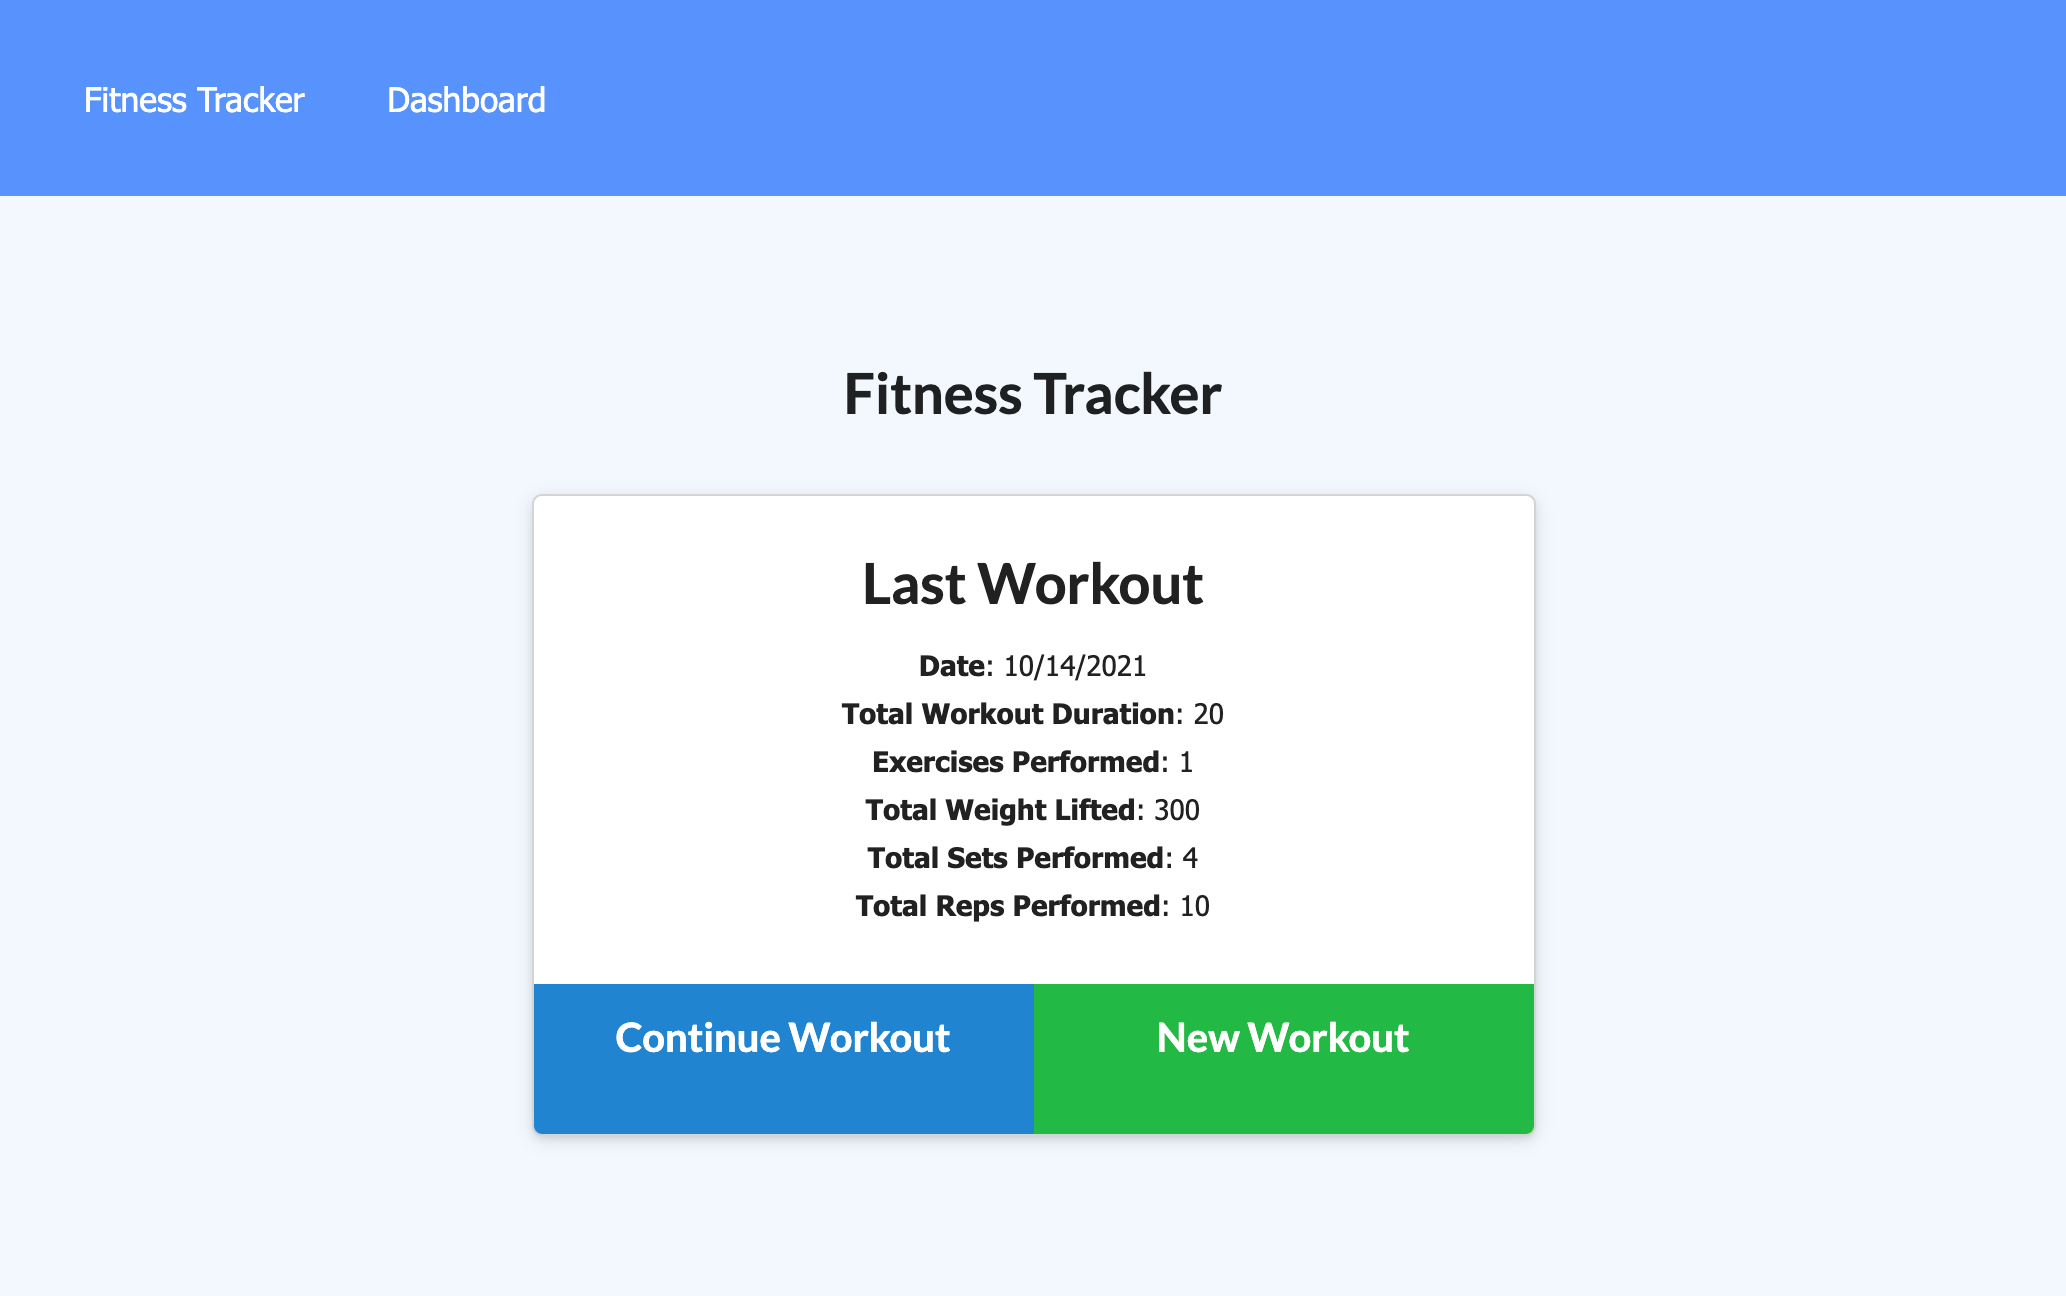 Fitness Tracker Dashboard
Fitness Tracker
Last Workout
Date: 10/14/2021
Total Workout Duration: 20
Exercises Performed: 1
Total Weight Lifted: 300
Total Sets Performed: 4
Total Reps Performed: 10
Continue Workout New Workout